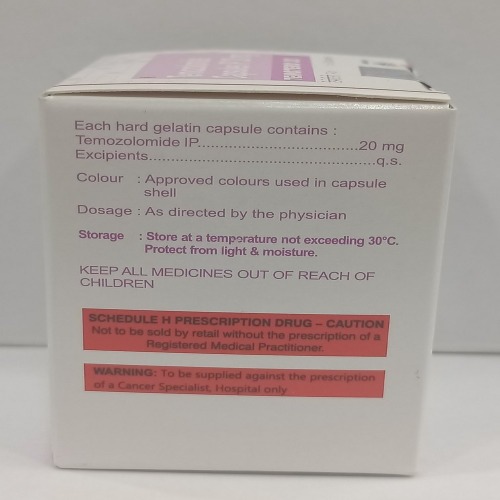 Each hard gelatin capsule contains :
Temozolomide IP.......................................20 mg
Excipients.......................................................q.s.
Colour : Approved colours used in capsule
shell
Dosage : As directed by the physician
Storage : Store at a temperature not exceeding 30°C.
Protect from light & moisture.
KEEP ALL MEDICINES OUT OF REACH OF
CHILDREN
SCHEDULE H PRESCRIPTION DRUG – CAUTION
Not to be sold by retail without the prescription of a
Registered Medical Practitioner.
WARNING: To be supplied against the prescription
of a Cancer Specialist, Hospital only